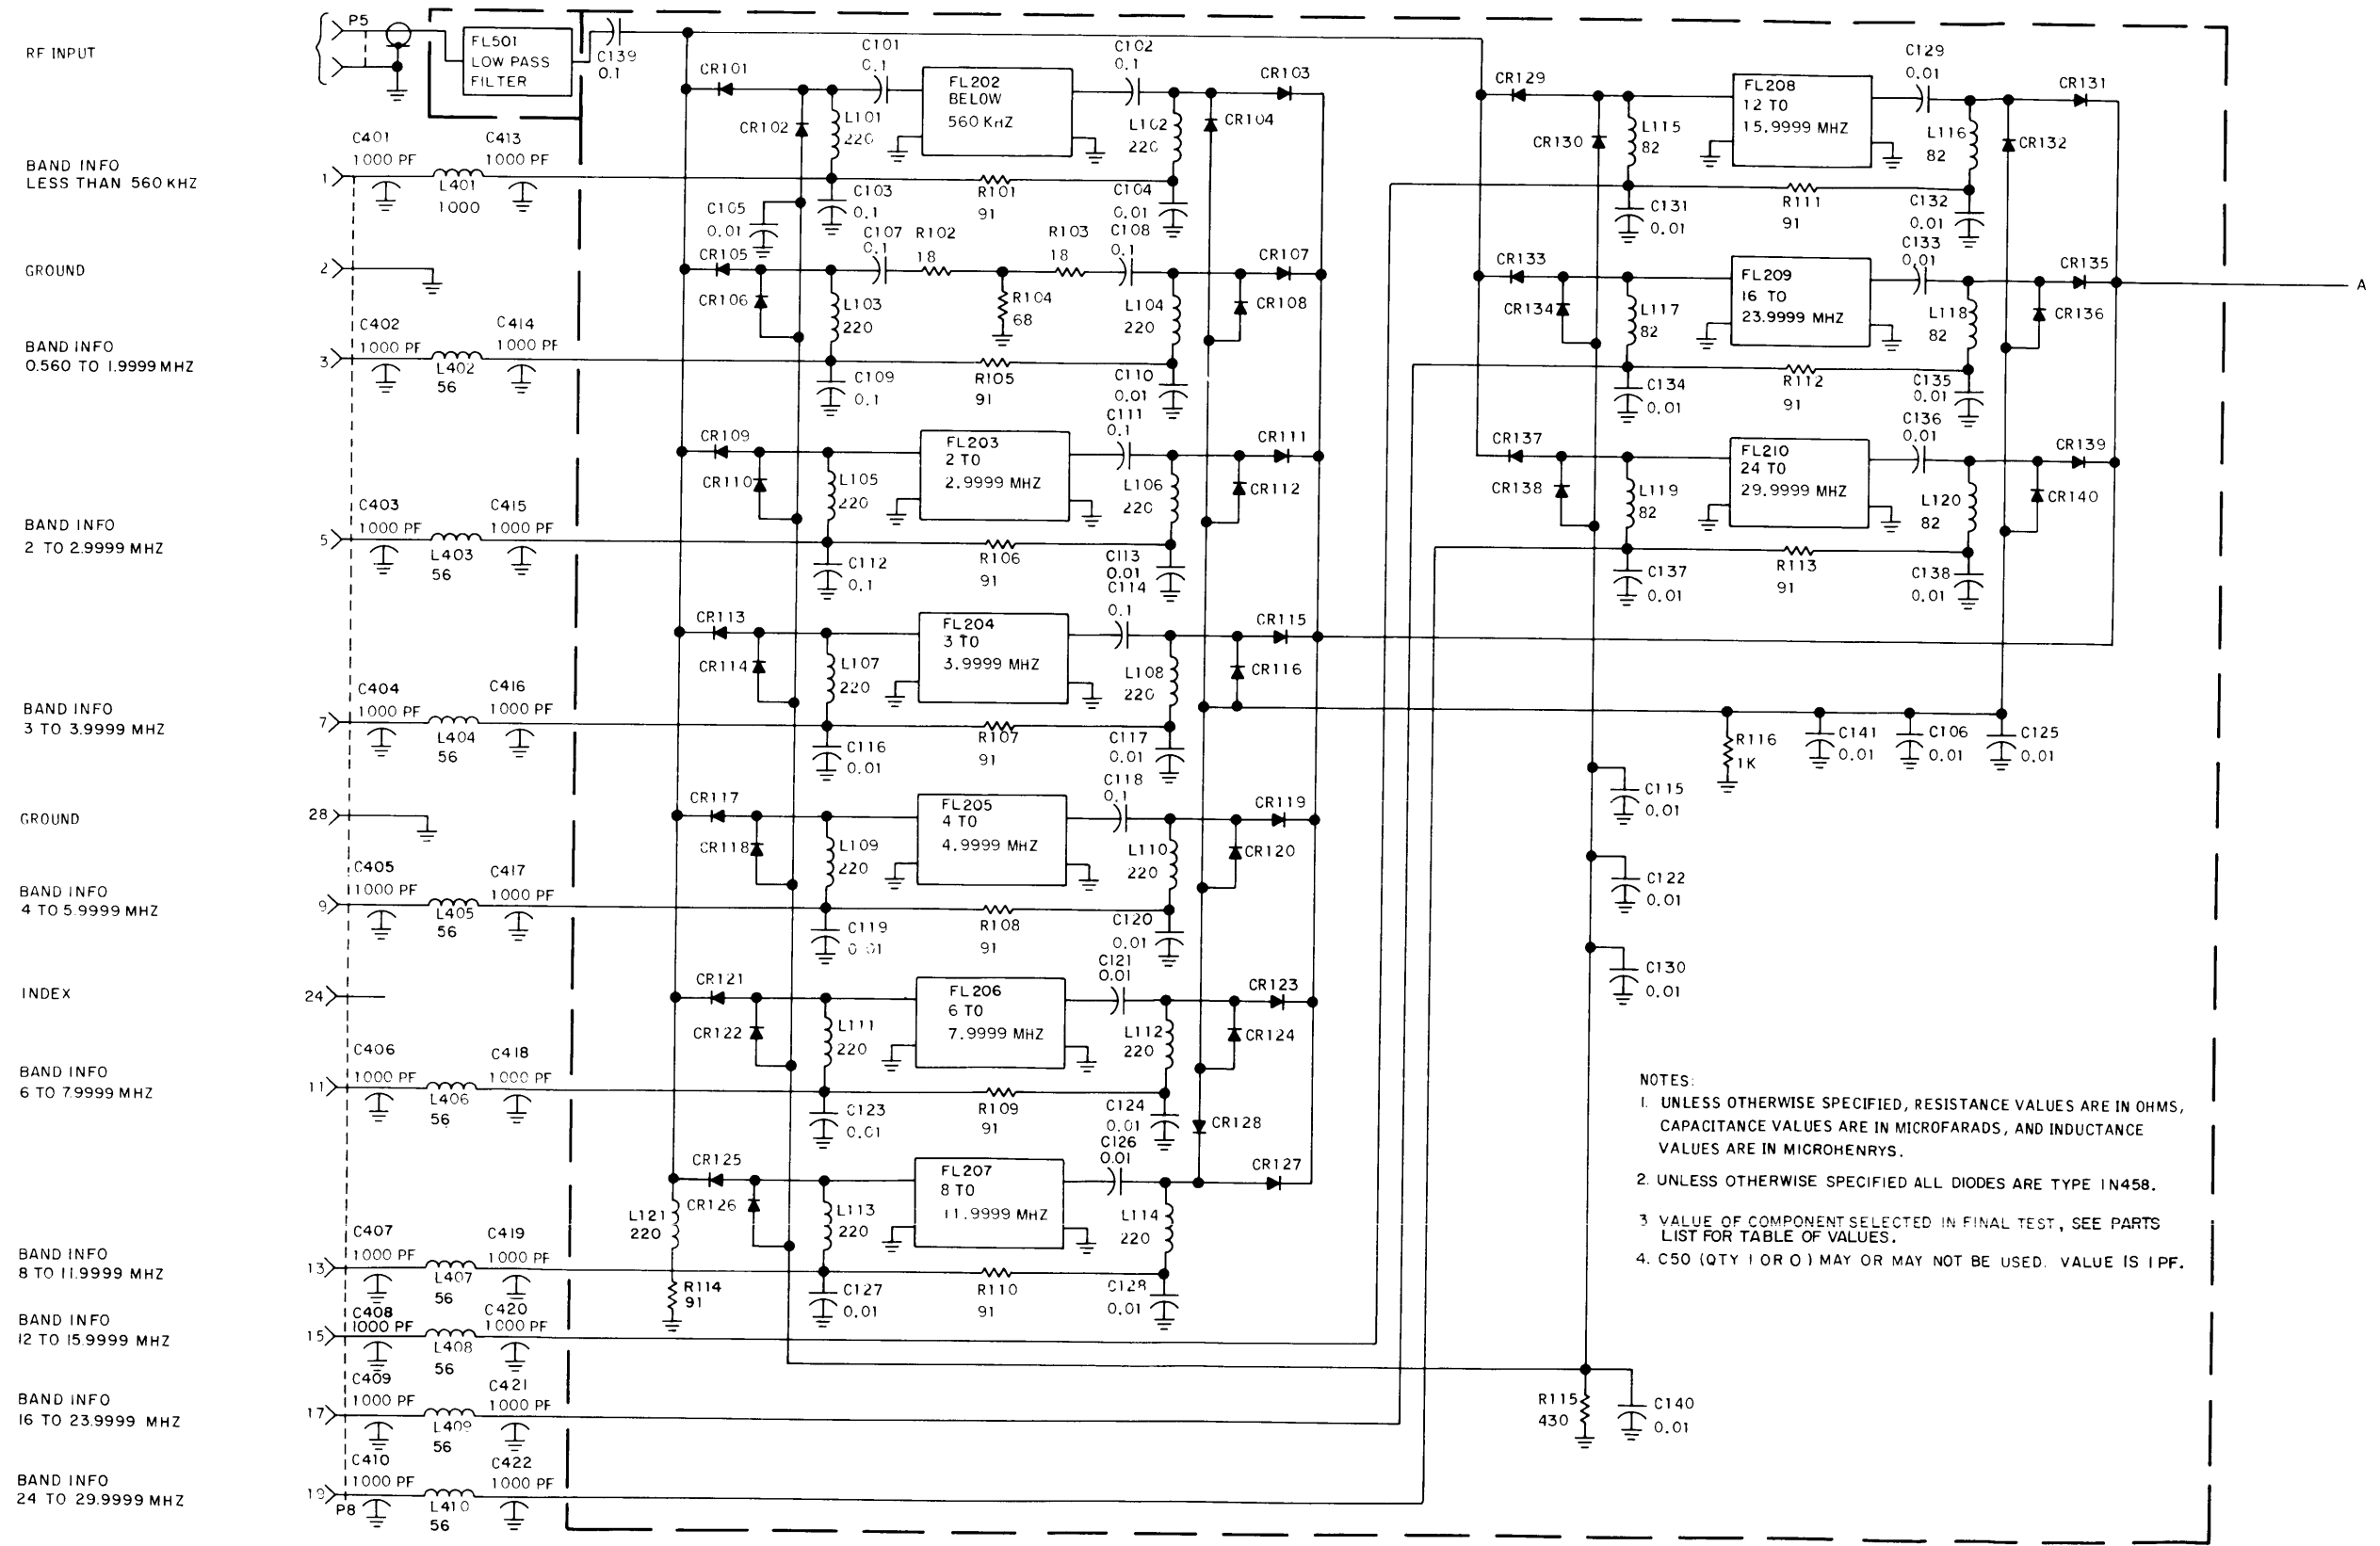 RF INPUT
P5
FL501
LOW PASS
FILTER
C139
0.1
BAND INFO
LESS THAN 560 KHZ
1
C401
1000 PF
L401
1000
C413
1000 PF
GROUND
2
BAND INFO
0.560 TO 1.9999 MHZ
3
C402
1000 PF
L402
56
C414
1000 PF
BAND INFO
2 TO 2.9999 MHZ
5
C403
1000 PF
L403
56
C415
1000 PF
BAND INFO
3 TO 3.9999 MHZ
7
C404
1000 PF
L404
56
C416
1000 PF
GROUND
28
BAND INFO
4 TO 5.9999 MHZ
9
C405
1000 PF
L405
56
C417
1000 PF
INDEX
24
BAND INFO
6 TO 7.9999 MHZ
11
C406
1000 PF
L406
56
C418
1000 PF
BAND INFO
8 TO 11.9999 MHZ
13
C407
1000 PF
L407
56
C419
1000 PF
BAND INFO
12 TO 15.9999 MHZ
15
C408
1000 PF
L408
56
C420
1000 PF
BAND INFO
16 TO 23.9999 MHZ
17
C409
1000 PF
L409
56
C421
1000 PF
BAND INFO
24 TO 29.9999 MHZ
19
P8
C410
1000 PF
L410
56
C422
1000 PF
CR101
CR102
L101
220
C101
0.1
FL202
BELOW
560 KHZ
C102
0.1
L102
220
CR103
CR104
C103
0.1
R101
91
C104
0.01
C105
0.01
CR105
CR106
L103
220
C107
0.1
R102
18
R103
18
R104
68
C108
0.1
L104
220
CR107
CR108
C109
0.1
R105
91
C110
0.01
CR109
CR110
L105
220
FL203
2 TO
2.9999 MHZ
C111
0.1
L106
220
CR111
CR112
C112
0.1
R106
91
C113
0.01
CR113
CR114
L107
220
FL204
3 TO
3.9999 MHZ
C114
0.1
L108
220
CR115
CR116
C116
0.01
R107
91
C117
0.01
CR117
CR118
L109
220
FL205
4 TO
4.9999 MHZ
C118
0.1
L110
220
CR119
CR120
C119
0.01
R108
91
C120
0.01
CR121
CR122
L111
220
FL206
6 TO
7.9999 MHZ
C121
0.01
L112
220
CR123
CR124
C123
0.01
R109
91
C124
0.01
CR128
CR125
CR126
L113
220
FL207
8 TO
11.9999 MHZ
C126
0.01
L114
220
CR127
L121
220
R114
91
C127
0.01
R110
91
C128
0.01
CR129
CR130
L115
82
FL208
12 TO
15.9999 MHZ
C129
0.01
L116
82
CR131
CR132
C131
0.01
R111
91
C132
0.01
CR133
CR134
L117
82
FL209
16 TO
23.9999 MHZ
C133
0.01
L118
82
CR135
CR136
A
C134
0.01
R112
91
C135
0.01
CR137
CR138
L119
82
FL210
24 TO
29.9999 MHZ
C136
0.01
L120
82
CR139
CR140
C137
0.01
R113
91
C138
0.01
R116
1K
C141
0.01
C106
0.01
C125
0.01
C115
0.01
C122
0.01
C130
0.01
R115
430
C140
0.01
NOTES:
1. UNLESS OTHERWISE SPECIFIED, RESISTANCE VALUES ARE IN OHMS,
CAPACITANCE VALUES ARE IN MICROFARADS, AND INDUCTANCE
VALUES ARE IN MICROHENRYS.
2. UNLESS OTHERWISE SPECIFIED ALL DIODES ARE TYPE 1N458.
3 VALUE OF COMPONENT SELECTED IN FINAL TEST, SEE PARTS
LIST FOR TABLE OF VALUES.
4. C50 (QTY 1 OR 0) MAY OR MAY NOT BE USED. VALUE IS 1 PF.